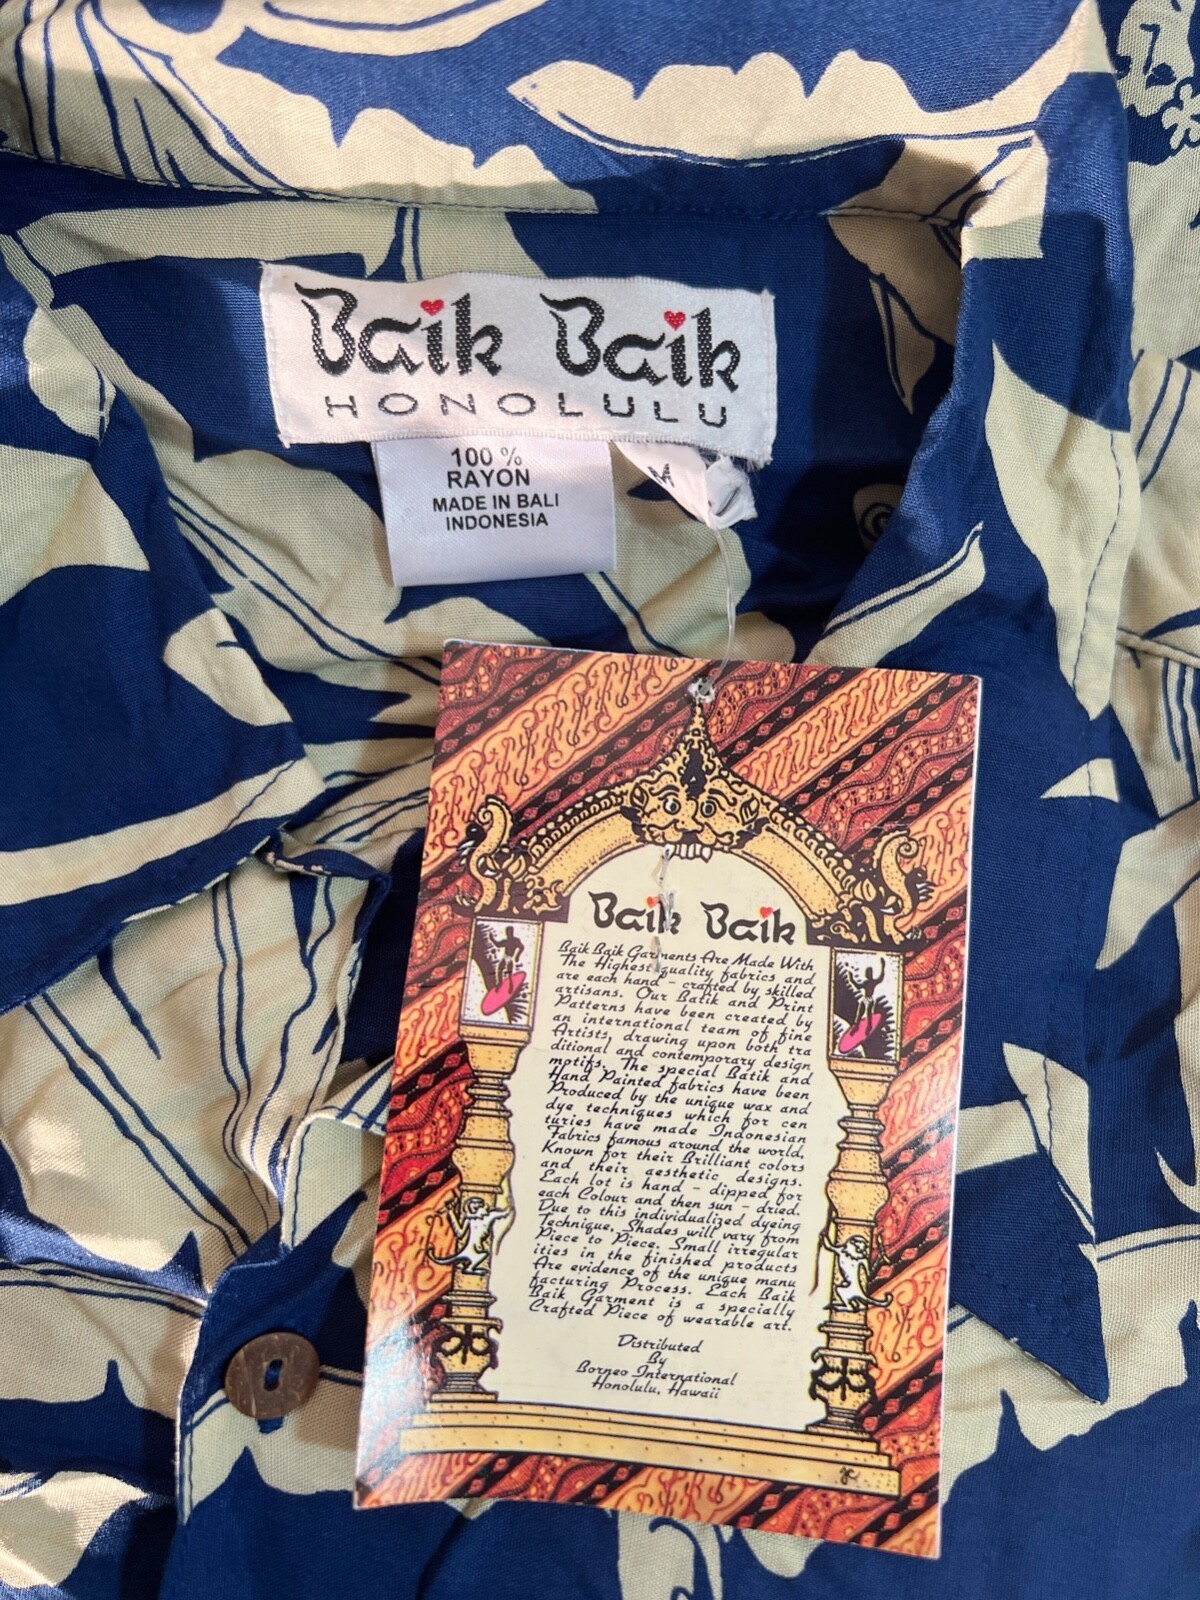 Baik Baik
HONOLULU
100 %
RAYON
MADE IN BALI
INDONESIA
Baik Baik
Baik Baik Garments Are Made With
The Highest quality fabrics and
are each hand - crafted by skilled
artisans. Our Batik and Print
Patterns have been created by
an international team of fine
Artists, drawing upon both tra
ditional and contemporary design
motifs. The special Batik and
Hand Painted fabrics have been
Produced by the unique wax and
dye techniques which for cen
turies have made Indonesian
Fabrics famous around the world,
Known for their Brilliant colors
and their aesthetic designs.
Each lot is hand - dipped for
each Colour and then sun - dried.
Due to this individualized dyeing
Technique, Shades will vary from
Piece to Piece. Small irregular
ities in the finished products
Are evidence of the unique manu
facturing Process. Each Baik
Baik Garment is a specially
Crafted Piece of wearable art.
Distributed
By
Borneo International
Honolulu, Hawaii